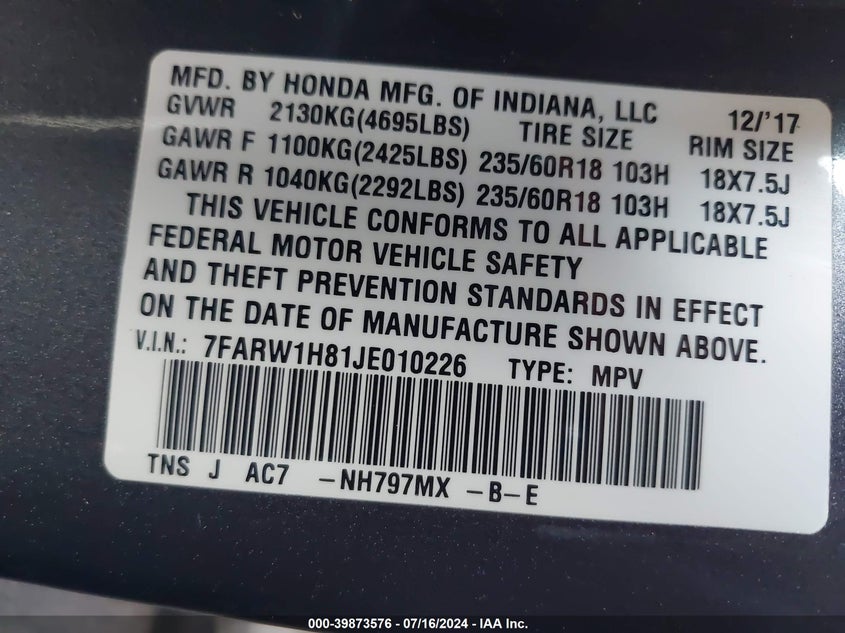 MFD. BY HONDA MFG. OF INDIANA, LLC 12/'17
GVWR 2130KG(4695LBS) TIRE SIZE RIM SIZE
GAWR F 1100KG(2425LBS) 235/60R18 103H 18X7.5J
GAWR R 1040KG(2292LBS) 235/60R18 103H 18X7.5J
THIS VEHICLE CONFORMS TO ALL APPLICABLE
FEDERAL MOTOR VEHICLE SAFETY
AND THEFT PREVENTION STANDARDS IN EFFECT
ON THE DATE OF MANUFACTURE SHOWN ABOVE.
V.I.N.: 7FARW1H81JE010226 TYPE: MPV
TNS J AC7 -NH797MX -B-E
000-39873576 - 07/16/2024 - IAA Inc.